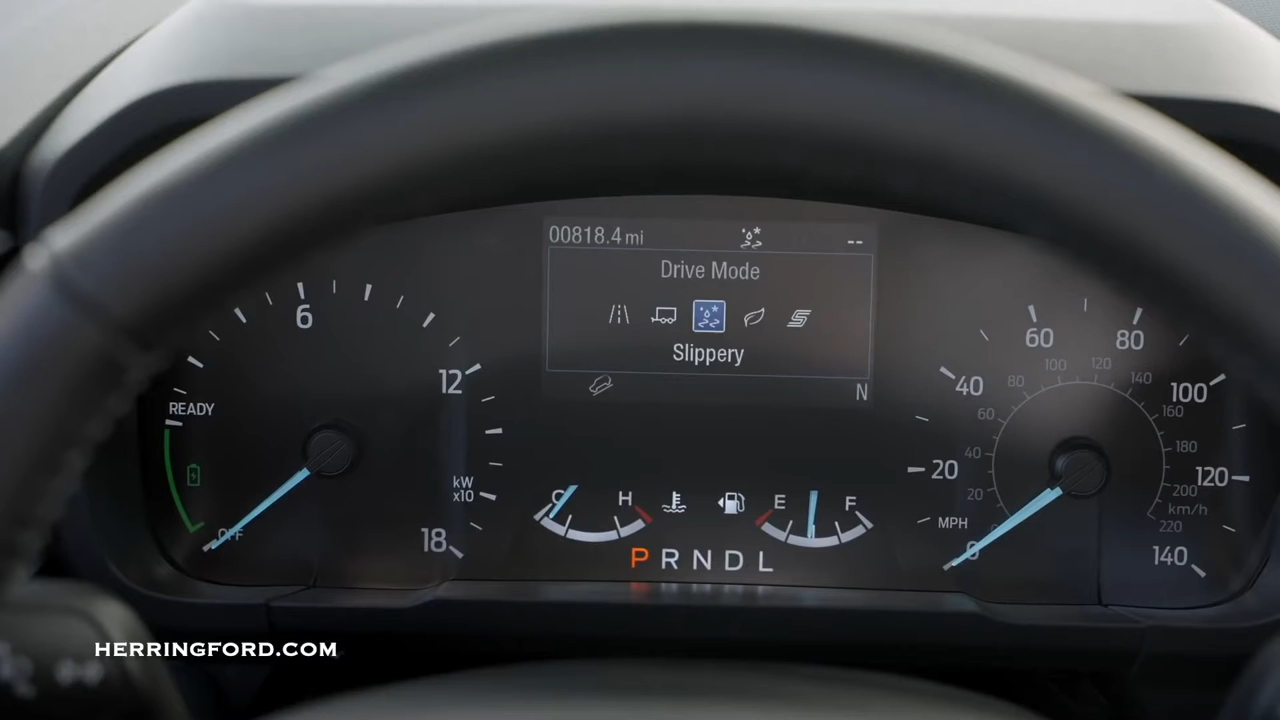 00818.4 mi
--
Drive Mode
Slippery
N
READY
OFF
6
12
18
kW
x10
C
H
E
F
P R N D L
0
20
40
60
80
100
120
140
MPH
20
40
60
80
100
120
140
160
180
200
220
km/h
HERRINGFORD.COM